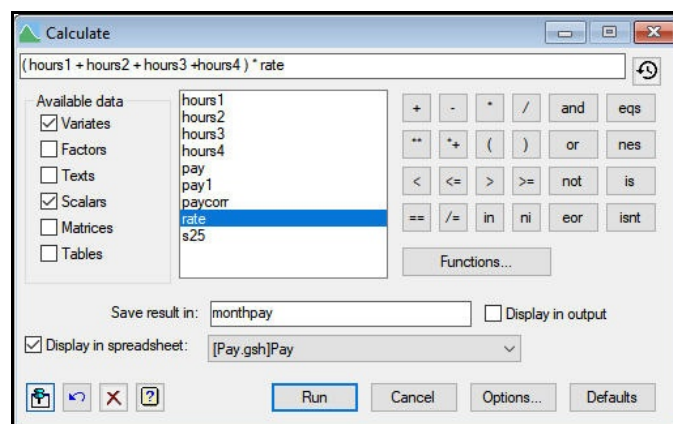 Calculate
(hours1 + hours2 + hours3 +hours4 ) * rate
Available data
Variates
Factors
Texts
Scalars
Matrices
Tables
hours1
hours2
hours3
hours4
pay
pay1
paycorr
rate
s25
+ - * / and eqs
** *+ ( ) or nes
< <= > >= not is
== /= in ni eor isnt
Functions...
Save result in: monthpay Display in output
Display in spreadsheet: [Pay.gsh]Pay
? Run Cancel Options... Defaults